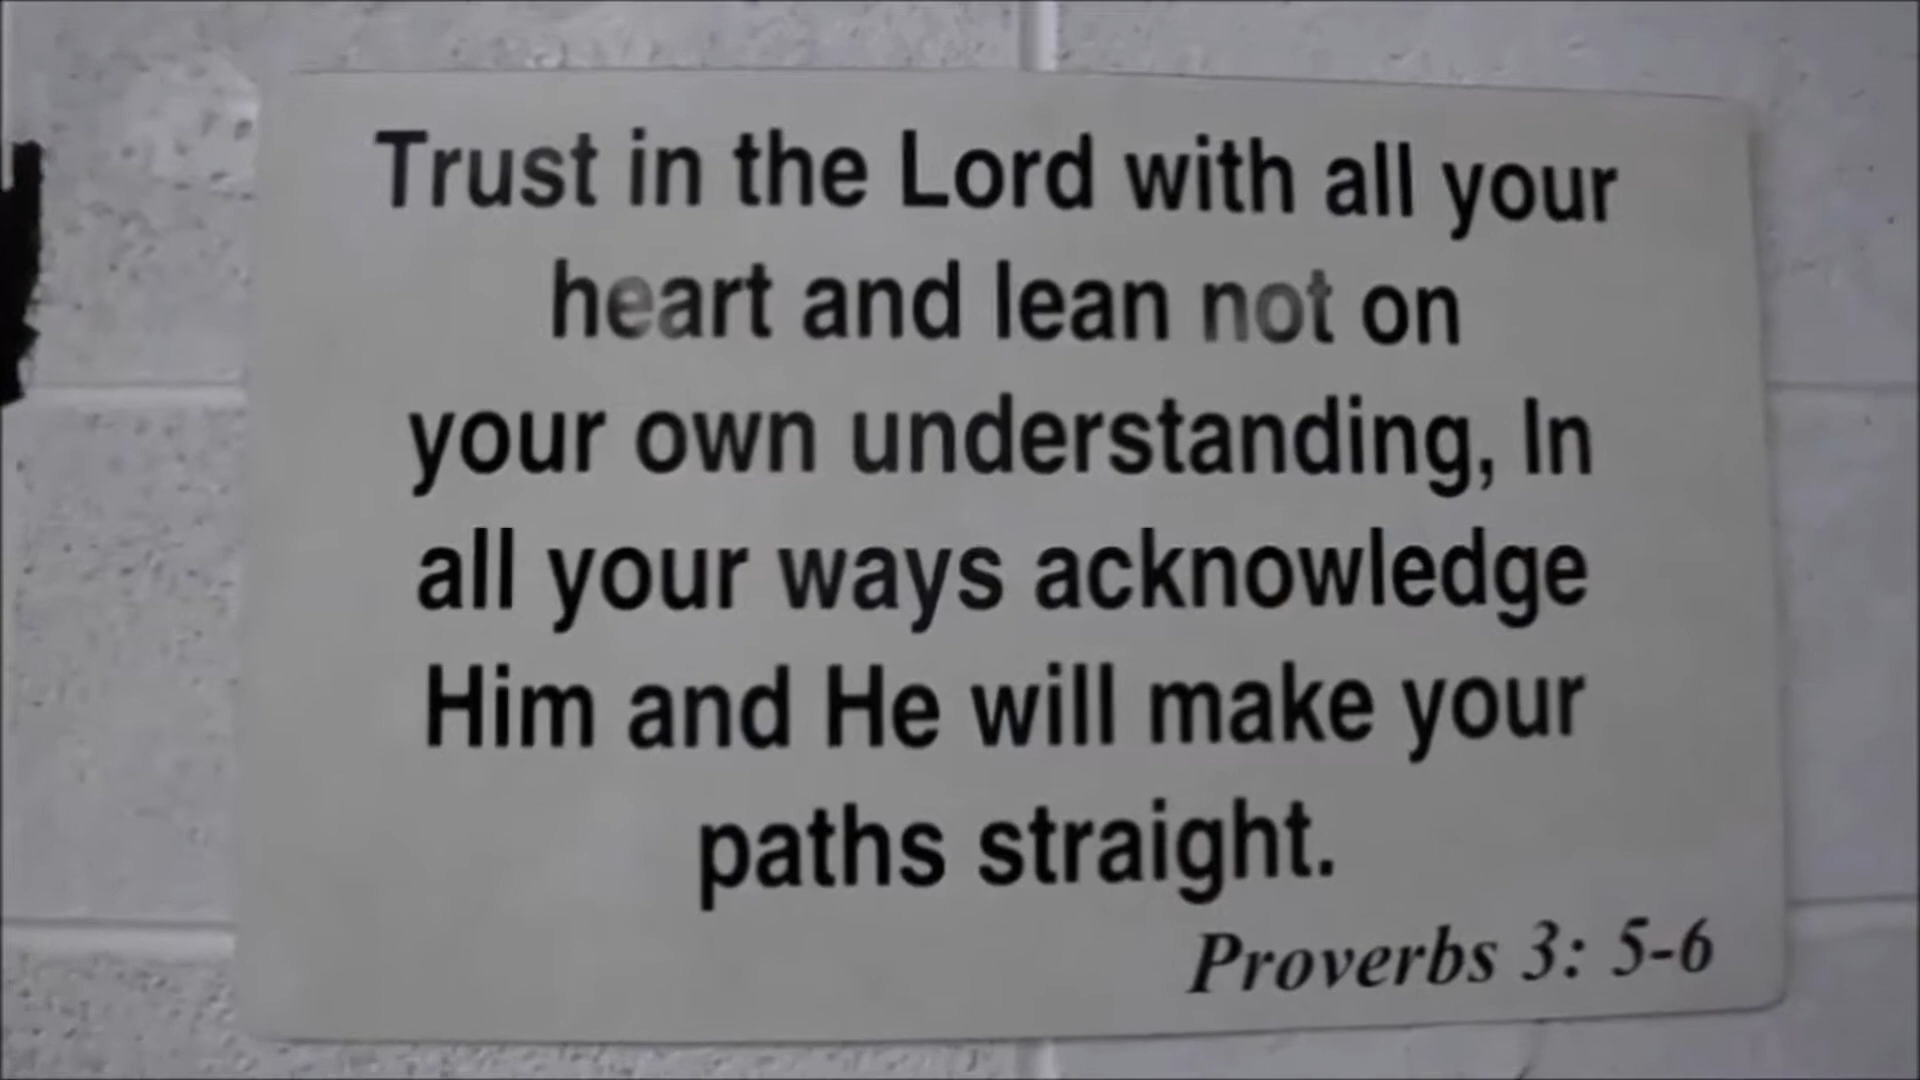 Trust in the Lord with all your
heart and lean not on
your own understanding, In
all your ways acknowledge
Him and He will make your
paths straight.
Proverbs 3: 5-6